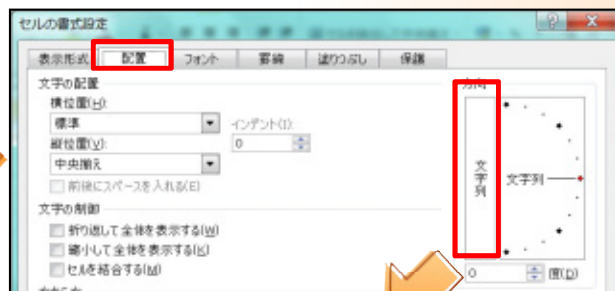 セルの書式設定
表示形式 配置 フォント 罫線 塗りつぶし 保護
文字の配置
横位置(H):
標準
インデント(I):
縦位置(V):
0
中央揃え
前後にスペースを入れる(E)
文字の制御
折り返して全体を表示する(W)
縮小して全体を表示する(K)
セルを結合する(M)
方向
文字列
文字列
0 度(D)